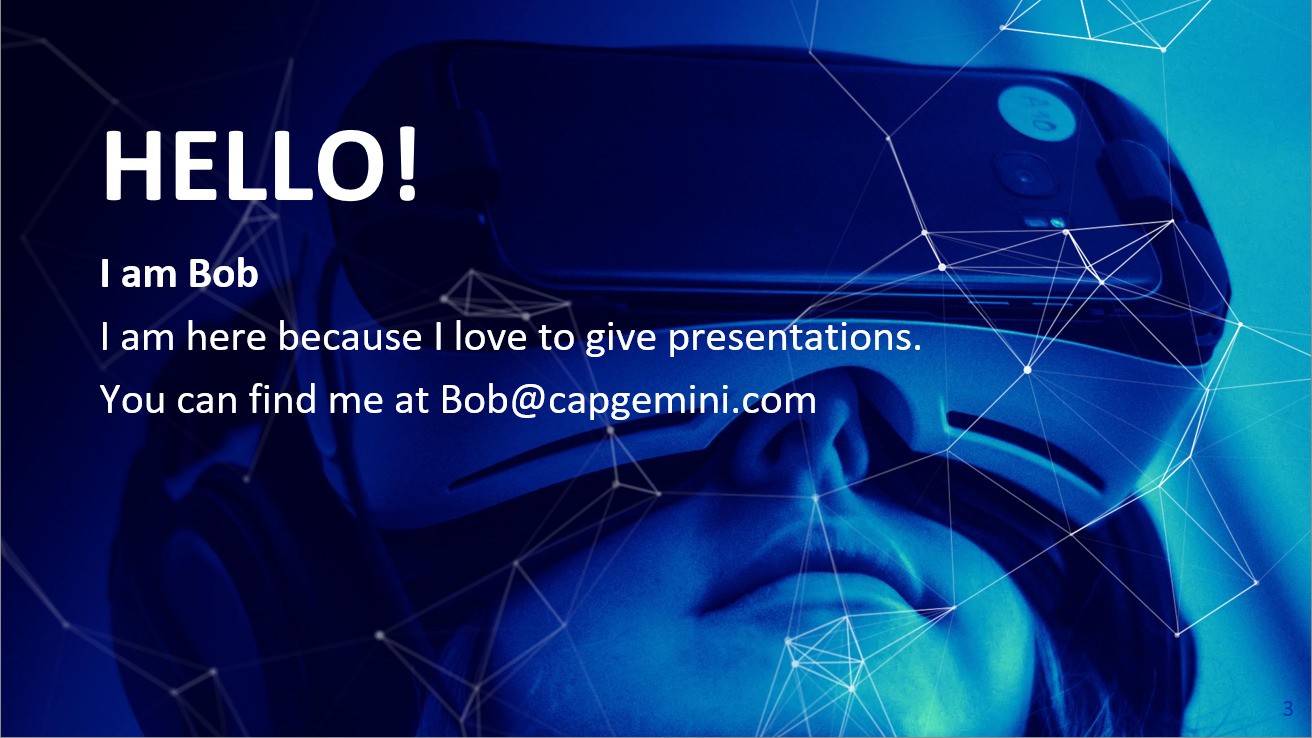 HELLO!
I am Bob
I am here because I love to give presentations.
You can find me at Bob@capgemini.com
3